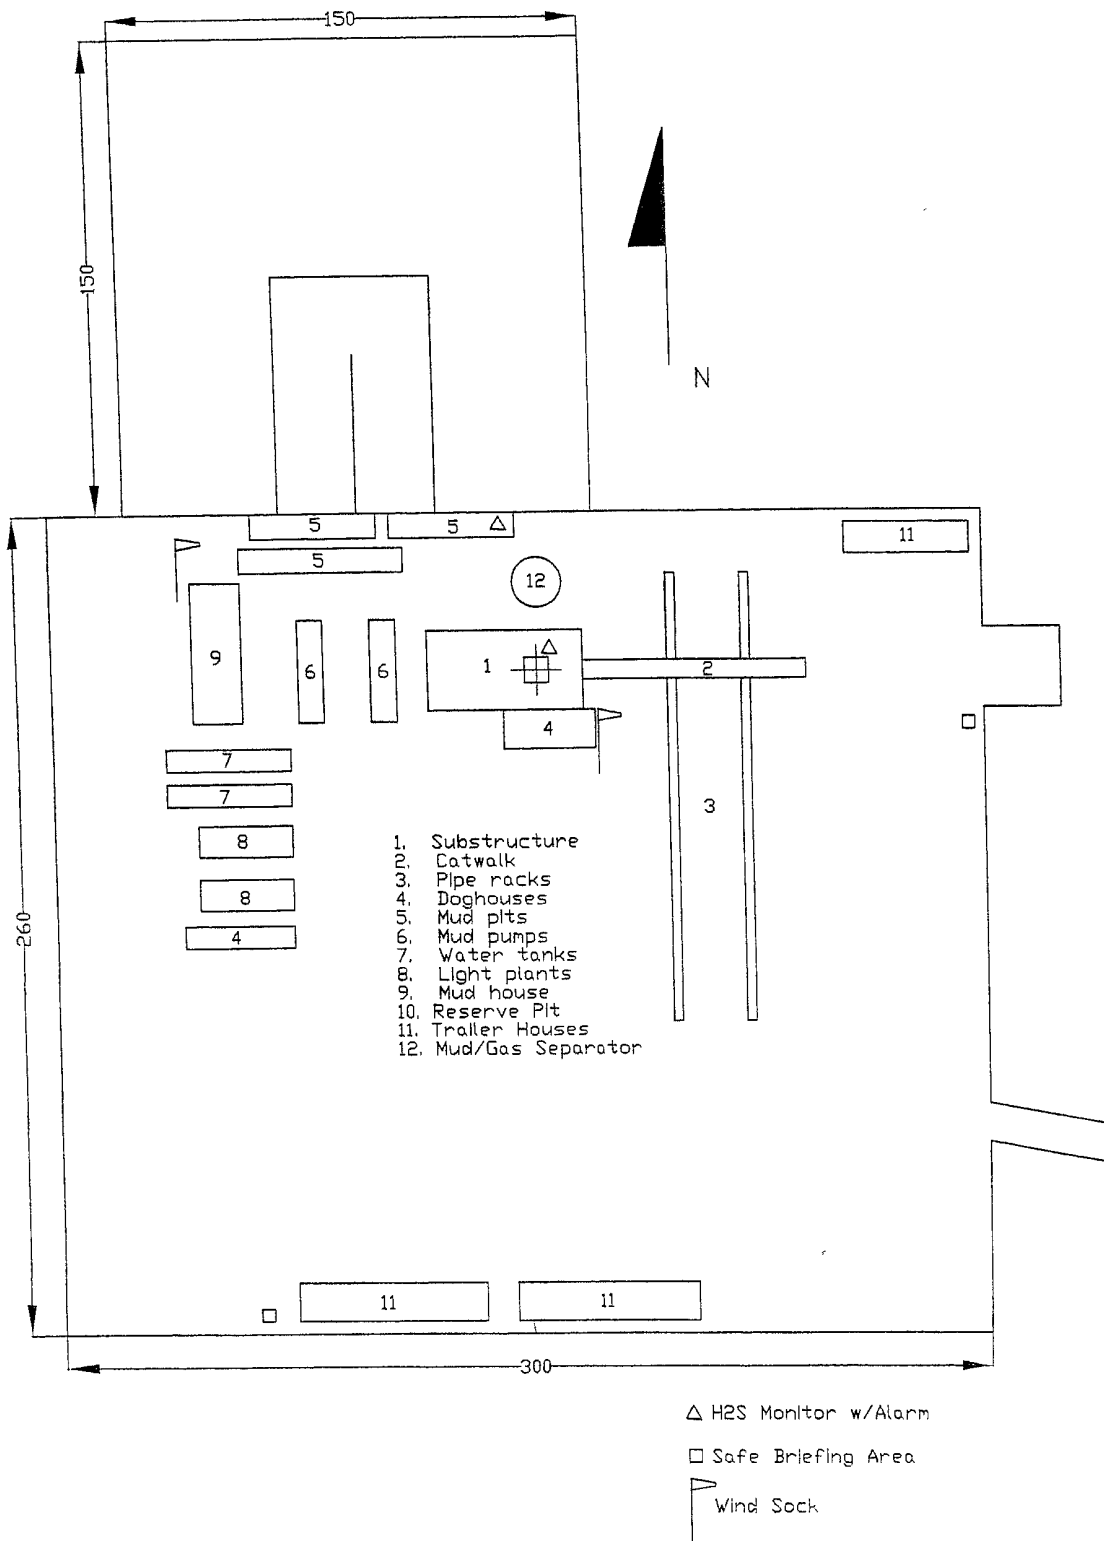 150
150
N
5
5
5
11
12
9
6
6
1
2
4
7
7
3
8
8
4
260
1. Substructure
2. Catwalk
3. Pipe racks
4. Doghouses
5. Mud pits
6. Mud pumps
7. Water tanks
8. Light plants
9. Mud house
10. Reserve Pit
11. Trailer Houses
12. Mud/Gas Separator
11
11
300
H2S Monitor w/Alarm
Safe Briefing Area
Wind Sock